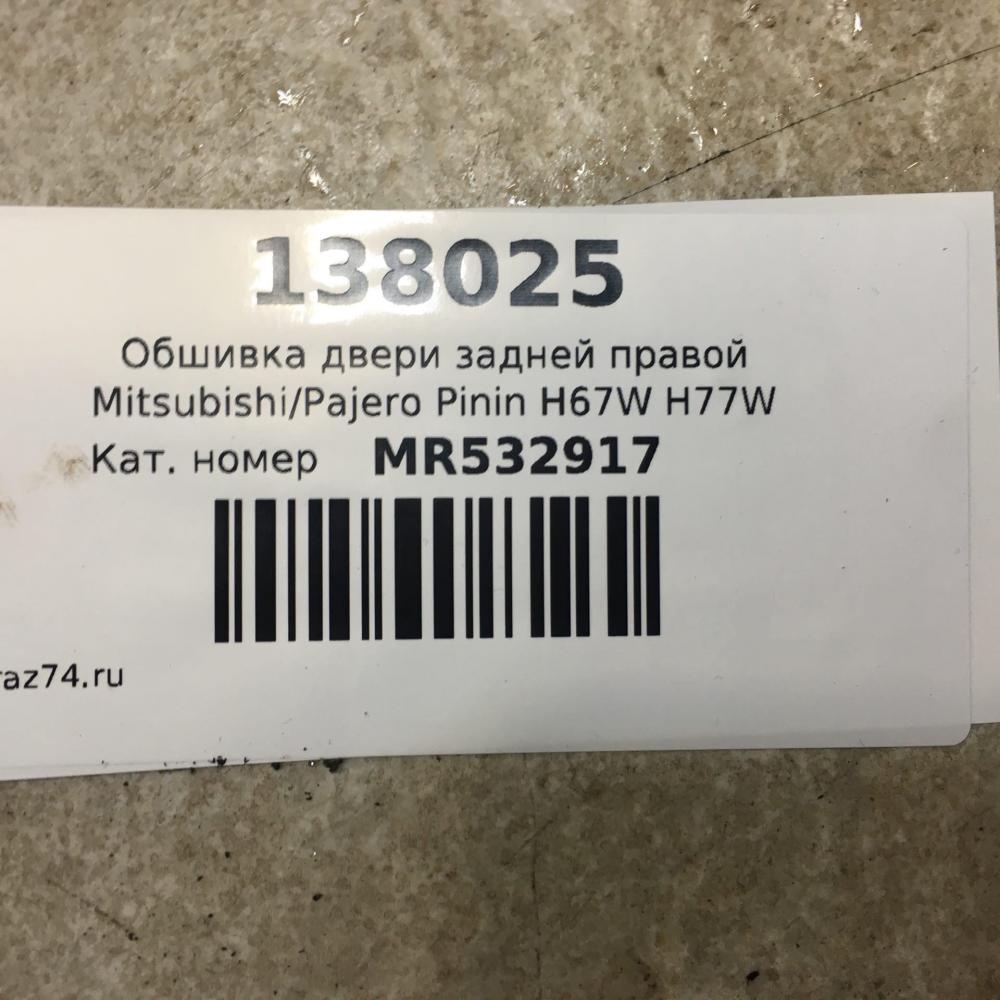 138025
Обшивка двери задней правой
Mitsubishi/Pajero Pinin H67W H77W
Кат. номер MR532917
raz74.ru